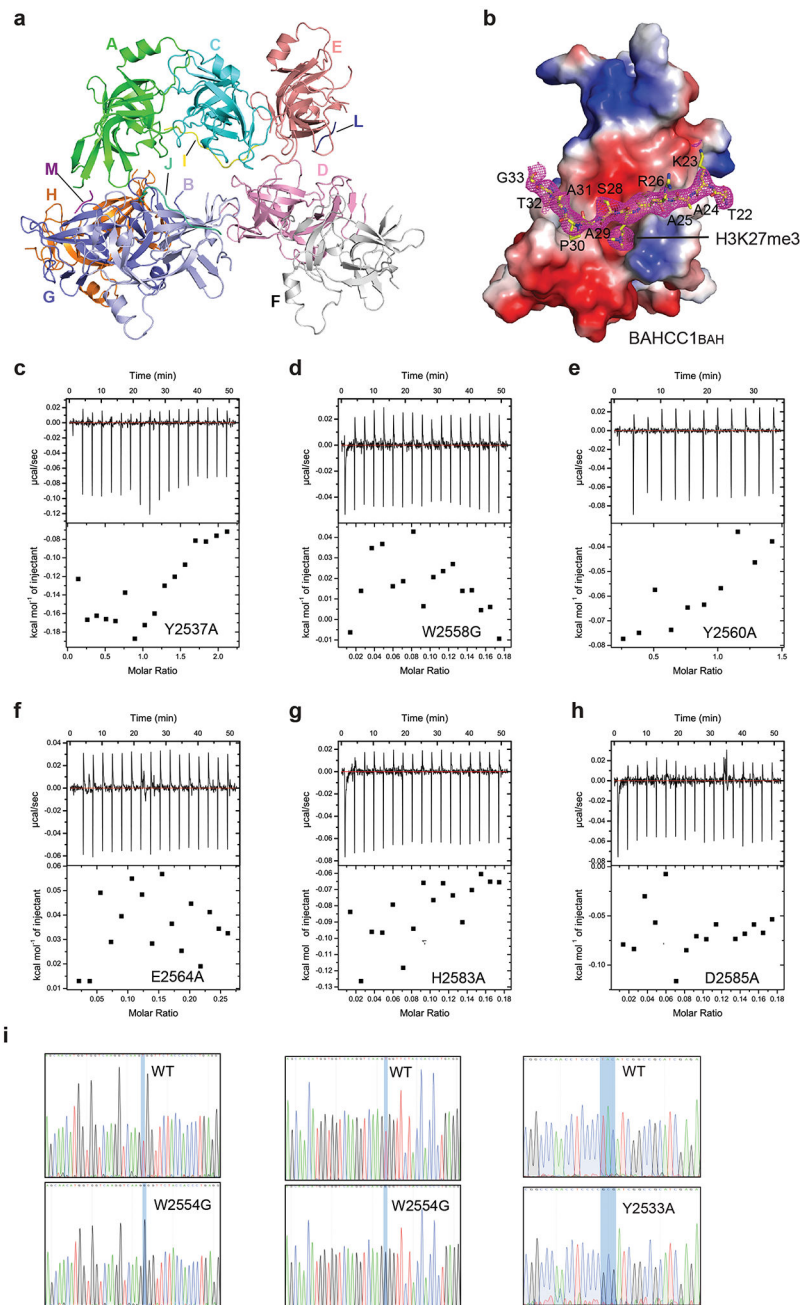 a
A
C
E
L
I
M
J
H
B
D
G
F
b
K23
G33
A31
S28
R26
T32
A24
T22
A25
P30
A29
H3K27me3
BAHCC1BAH
c
Time (min)
0 10 20 30 40 50
0.02
0.00
-0.02
-0.04
-0.06
-0.08
-0.10
-0.12
µcal/sec
-0.08
-0.10
-0.12
-0.14
-0.16
-0.18
kcal mol⁻¹ of injectant
Y2537A
0.0 0.5 1.0 1.5 2.0
Molar Ratio
d
Time (min)
0 10 20 30 40 50
0.02
0.00
-0.02
-0.04
µcal/sec
0.04
0.03
0.02
0.01
0.00
-0.01
kcal mol⁻¹ of injectant
W2558G
0.02 0.04 0.06 0.08 0.10 0.12 0.14 0.16 0.18
Molar Ratio
e
Time (min)
0 10 20 30
0.02
0.00
-0.02
-0.04
-0.06
-0.08
µcal/sec
-0.04
-0.05
-0.06
-0.07
-0.08
kcal mol⁻¹ of injectant
Y2560A
0.5 1.0 1.5
Molar Ratio
f
Time (min)
0 10 20 30 40 50
0.04
0.02
0.00
-0.02
-0.04
-0.06
µcal/sec
0.06
0.05
0.04
0.03
0.02
0.01
kcal mol⁻¹ of injectant
E2564A
0.05 0.10 0.15 0.20 0.25
Molar Ratio
g
Time (min)
0 10 20 30 40 50
0.02
0.00
-0.02
-0.04
-0.06
-0.08
µcal/sec
-0.06
-0.07
-0.08
-0.09
-0.10
-0.11
-0.12
-0.13
kcal mol⁻¹ of injectant
H2583A
0.00 0.02 0.04 0.06 0.08 0.10 0.12 0.14 0.16 0.18
Molar Ratio
h
Time (min)
0 10 20 30 40 50
0.02
0.00
-0.02
-0.04
-0.06
-0.08
µcal/sec
0.00
-0.05
-0.10
kcal mol⁻¹ of injectant
D2585A
0.02 0.04 0.06 0.08 0.10 0.12 0.14 0.16 0.18
Molar Ratio
i
WT
WT
WT
W2554G
W2554G
Y2533A